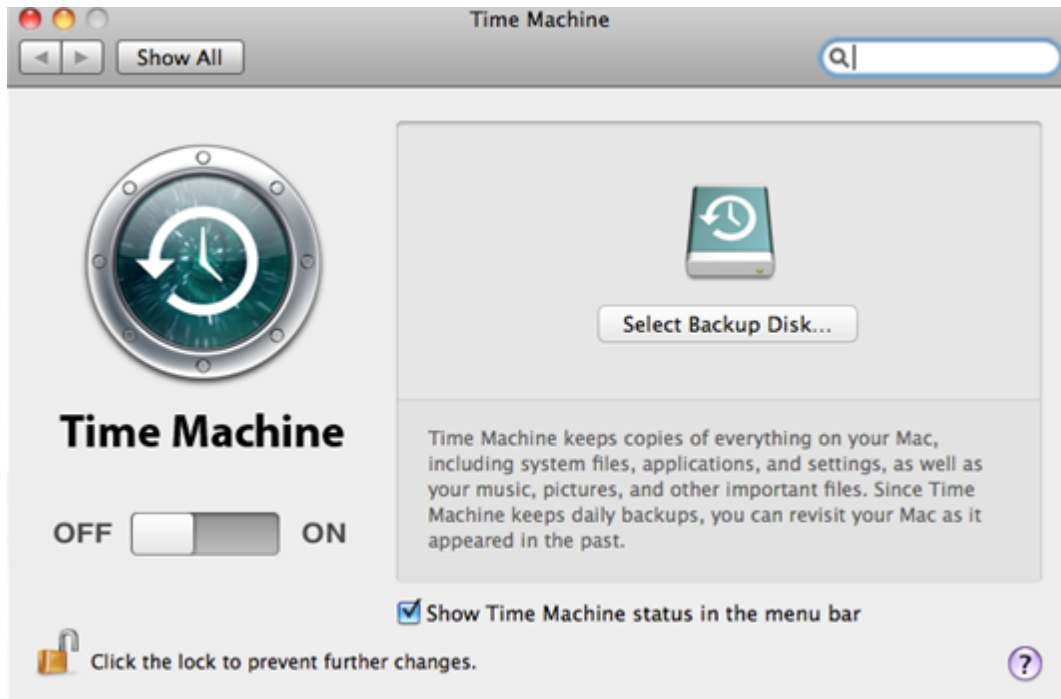 Time Machine
Show All
Select Backup Disk...
Time Machine
Time Machine keeps copies of everything on your Mac,
including system files, applications, and settings, as well as
your music, pictures, and other important files. Since Time
Machine keeps daily backups, you can revisit your Mac as it
appeared in the past.
OFF ON
Show Time Machine status in the menu bar
Click the lock to prevent further changes.
?